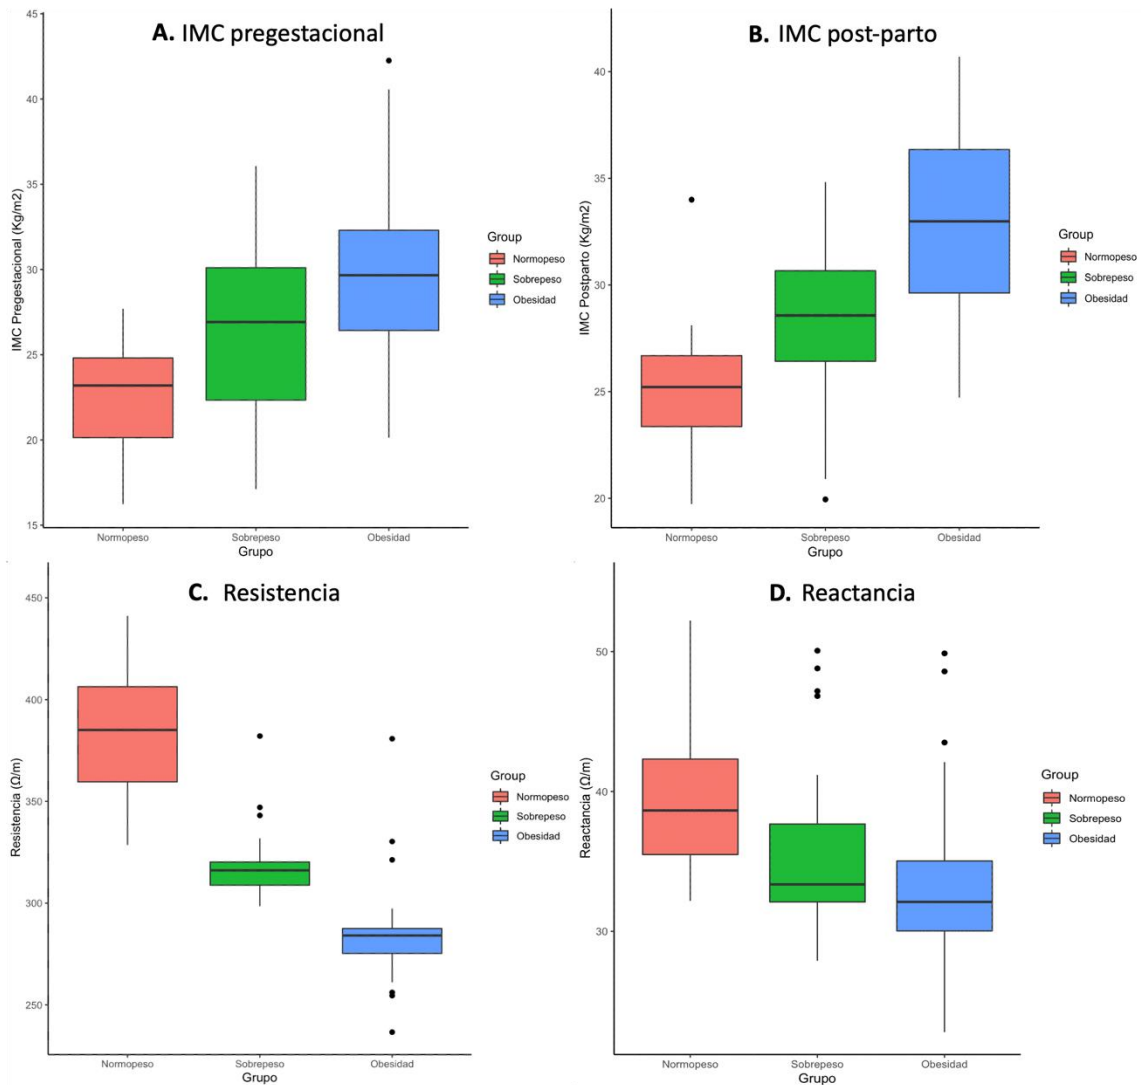 A. IMC pregestacional
45
40
35
30
25
20
15
IMC Pregestacional (Kg/m2)
Normopeso
Sobrepeso
Obesidad
Grupo
Group
Normopeso
Sobrepeso
Obesidad
B. IMC post-parto
40
35
30
25
20
IMC Postparto (Kg/m2)
Normopeso
Sobrepeso
Obesidad
Grupo
Group
Normopeso
Sobrepeso
Obesidad
C. Resistencia
450
400
350
300
250
Resistencia (Ω/m)
Normopeso
Sobrepeso
Obesidad
Grupo
Group
Normopeso
Sobrepeso
Obesidad
D. Reactancia
50
40
30
Reactancia (Ω/m)
Normopeso
Sobrepeso
Obesidad
Grupo
Group
Normopeso
Sobrepeso
Obesidad